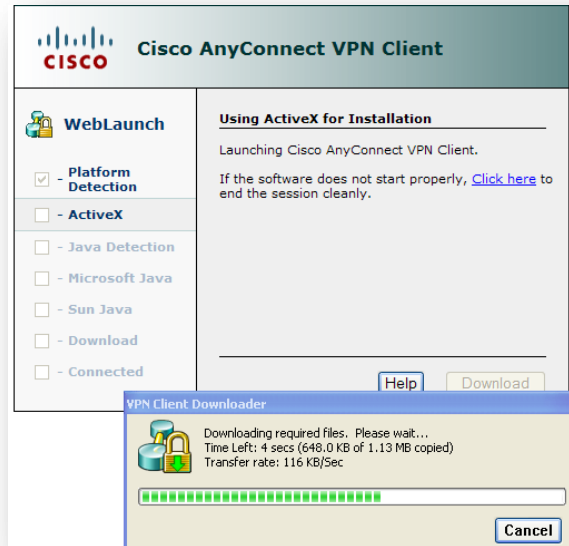 CISCO
Cisco AnyConnect VPN Client
WebLaunch
- Platform
Detection
- ActiveX
- Java Detection
- Microsoft Java
- Sun Java
- Download
- Connected
Using ActiveX for Installation
Launching Cisco AnyConnect VPN Client.
If the software does not start properly, Click here to
end the session cleanly.
Help Download
VPN Client Downloader
Downloading required files. Please wait...
Time Left: 4 secs (648.0 KB of 1.13 MB copied)
Transfer rate: 116 KB/Sec
Cancel